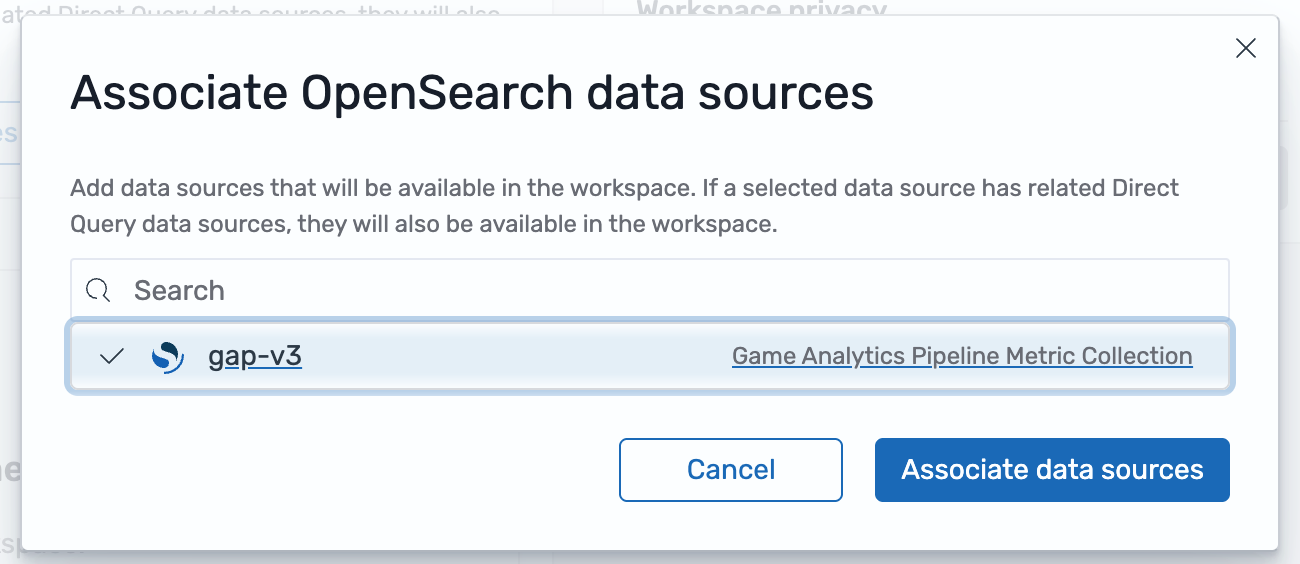 ated Direct Query data sources, they will also
Workspace privacy
Associate OpenSearch data sources
Add data sources that will be available in the workspace. If a selected data source has related Direct
Query data sources, they will also be available in the workspace.
Search
gap-v3
Game Analytics Pipeline Metric Collection
Cancel
Associate data sources